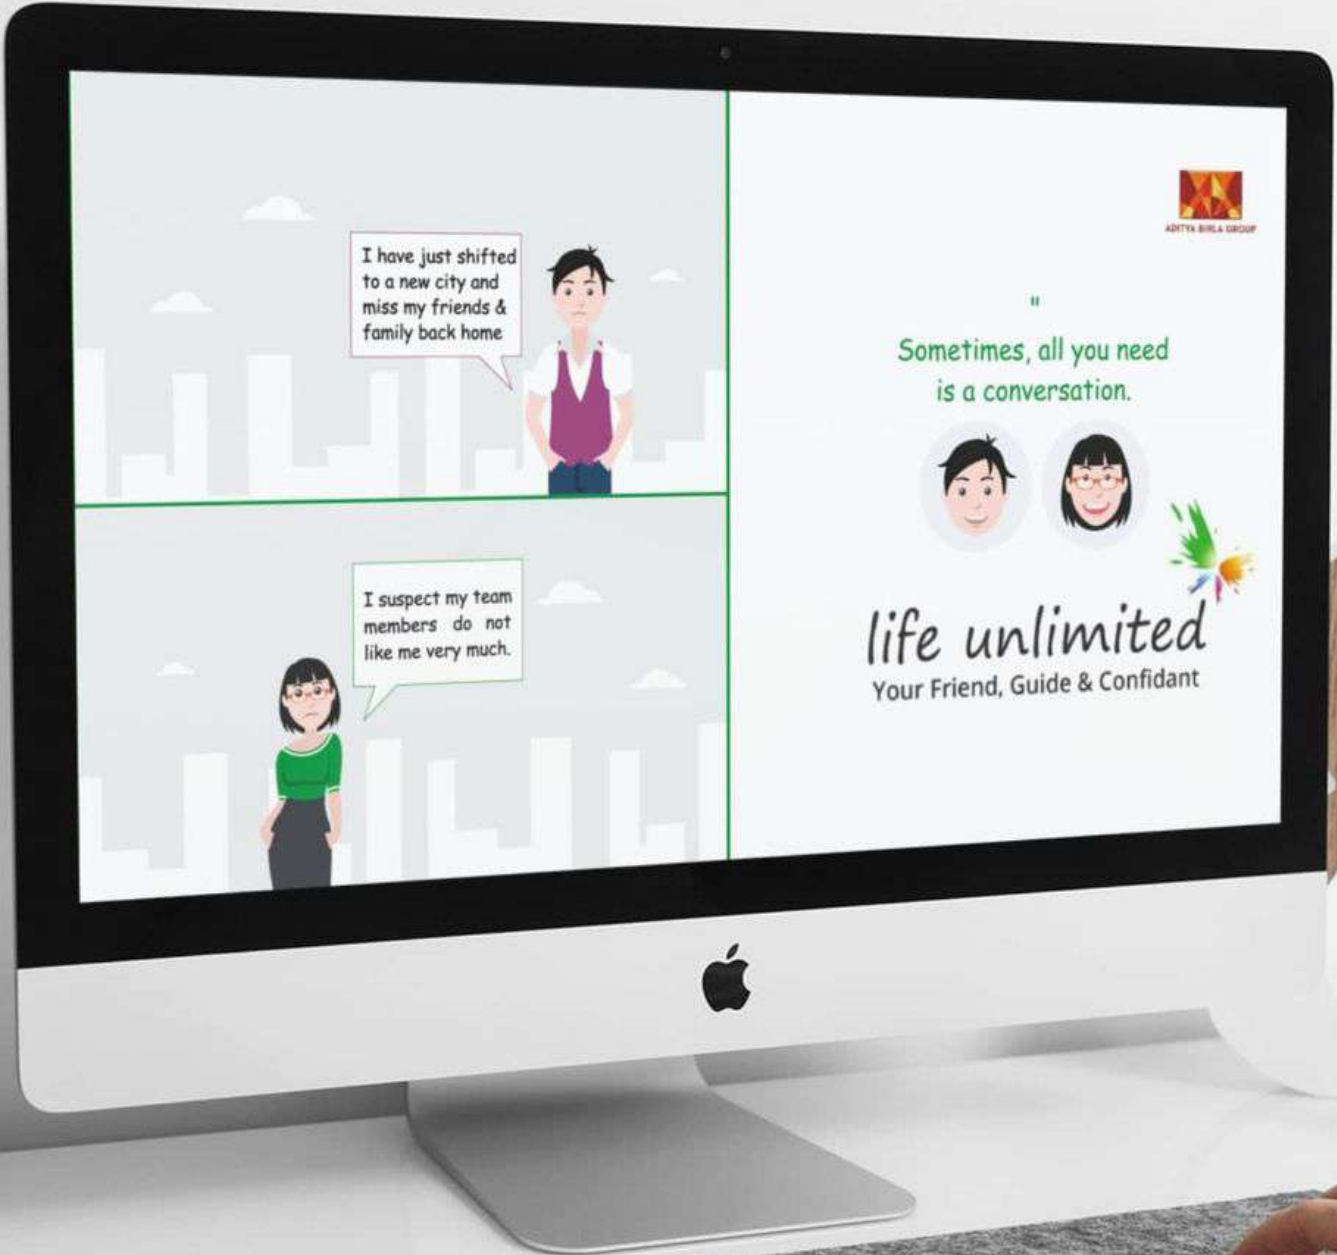 I have just shifted
to a new city and
miss my friends &
family back home
I suspect my team
members do not
like me very much.
ADITYA BIRLA GROUP
"
Sometimes, all you need
is a conversation.
life unlimited
Your Friend, Guide & Confidant